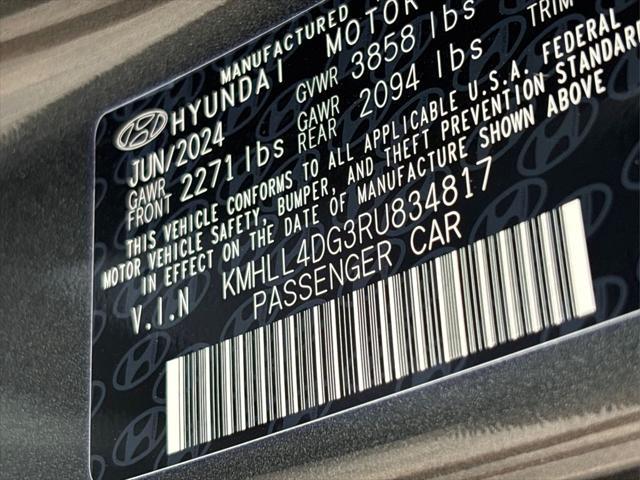 MANUFACTURED
HYUNDAI MOTOR
JUN/2024 GVWR 3858 lbs
GAWR FRONT 2271 lbs GAWR REAR 2094 lbs TRIM
THIS VEHICLE CONFORMS TO ALL APPLICABLE U.S.A. FEDERAL
MOTOR VEHICLE SAFETY, BUMPER, AND THEFT PREVENTION STANDARD
IN EFFECT ON THE DATE OF MANUFACTURE SHOWN ABOVE
V.I.N KMHLL4DG3RU834817
PASSENGER CAR